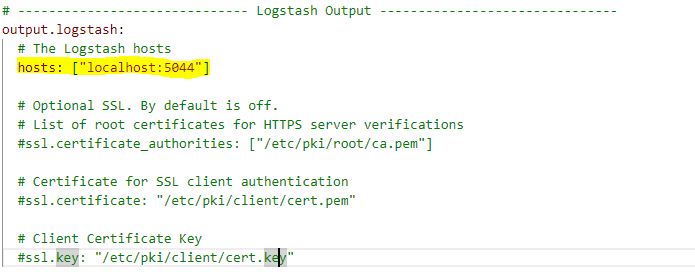 # ------------------------------ Logstash Output -------------------------------
output.logstash:
  # The Logstash hosts
  hosts: ["localhost:5044"]

  # Optional SSL. By default is off.
  # List of root certificates for HTTPS server verifications
  #ssl.certificate_authorities: ["/etc/pki/root/ca.pem"]

  # Certificate for SSL client authentication
  #ssl.certificate: "/etc/pki/client/cert.pem"

  # Client Certificate Key
  #ssl.key: "/etc/pki/client/cert.key"